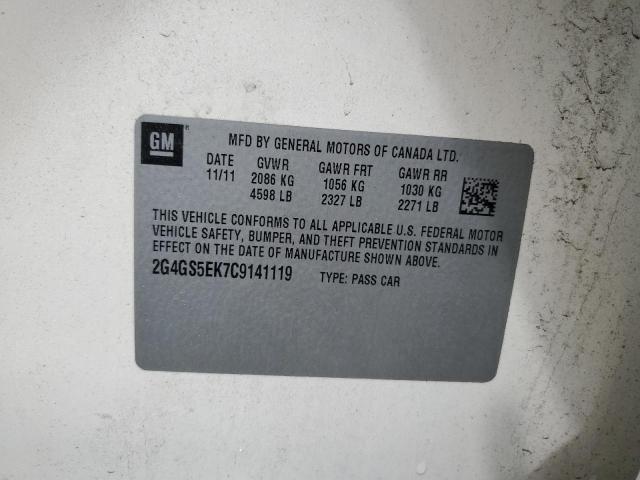 GM®
MFD BY GENERAL MOTORS OF CANADA LTD.
DATE GVWR GAWR FRT GAWR RR
11/11 2086 KG 1056 KG 1030 KG
4598 LB 2327 LB 2271 LB
THIS VEHICLE CONFORMS TO ALL APPLICABLE U.S. FEDERAL MOTOR
VEHICLE SAFETY, BUMPER, AND THEFT PREVENTION STANDARDS IN
EFFECT ON THE DATE OF MANUFACTURE SHOWN ABOVE.
2G4GS5EK7C9141119 TYPE: PASS CAR